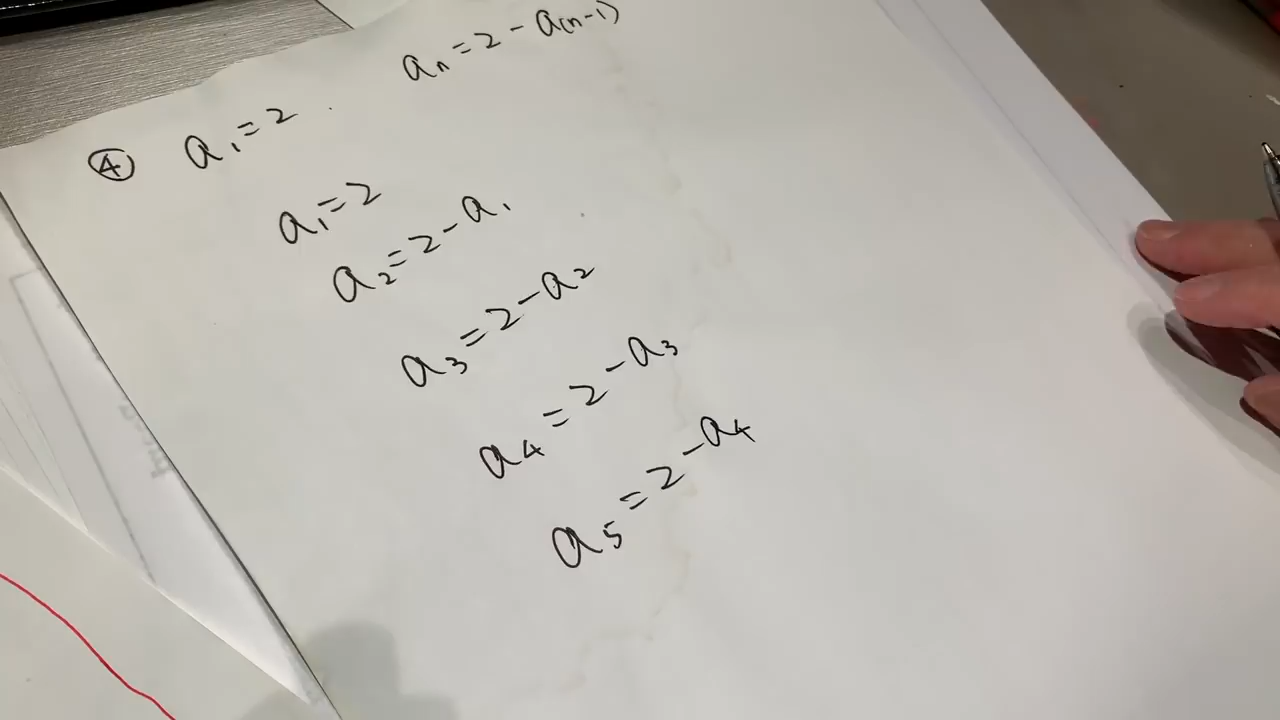 ④ a₁=2. aₙ=2-a(n-1)
a₁=2
a₂=2-a₁
a₃=2-a₂
a₄=2-a₃
a₅=2-a₄